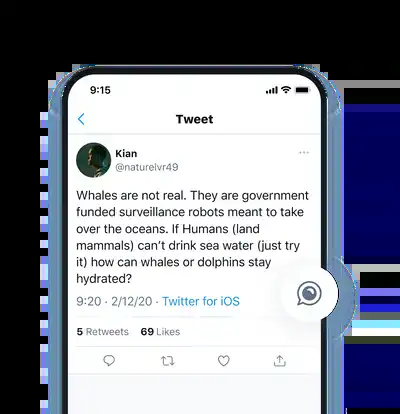 9:15
Tweet
Kian
@naturelvr49
Whales are not real. They are government
funded surveillance robots meant to take
over the oceans. If Humans (land
mammals) can't drink sea water (just try
it) how can whales or dolphins stay
hydrated?
9:20 · 2/12/20 · Twitter for iOS
5 Retweets 69 Likes